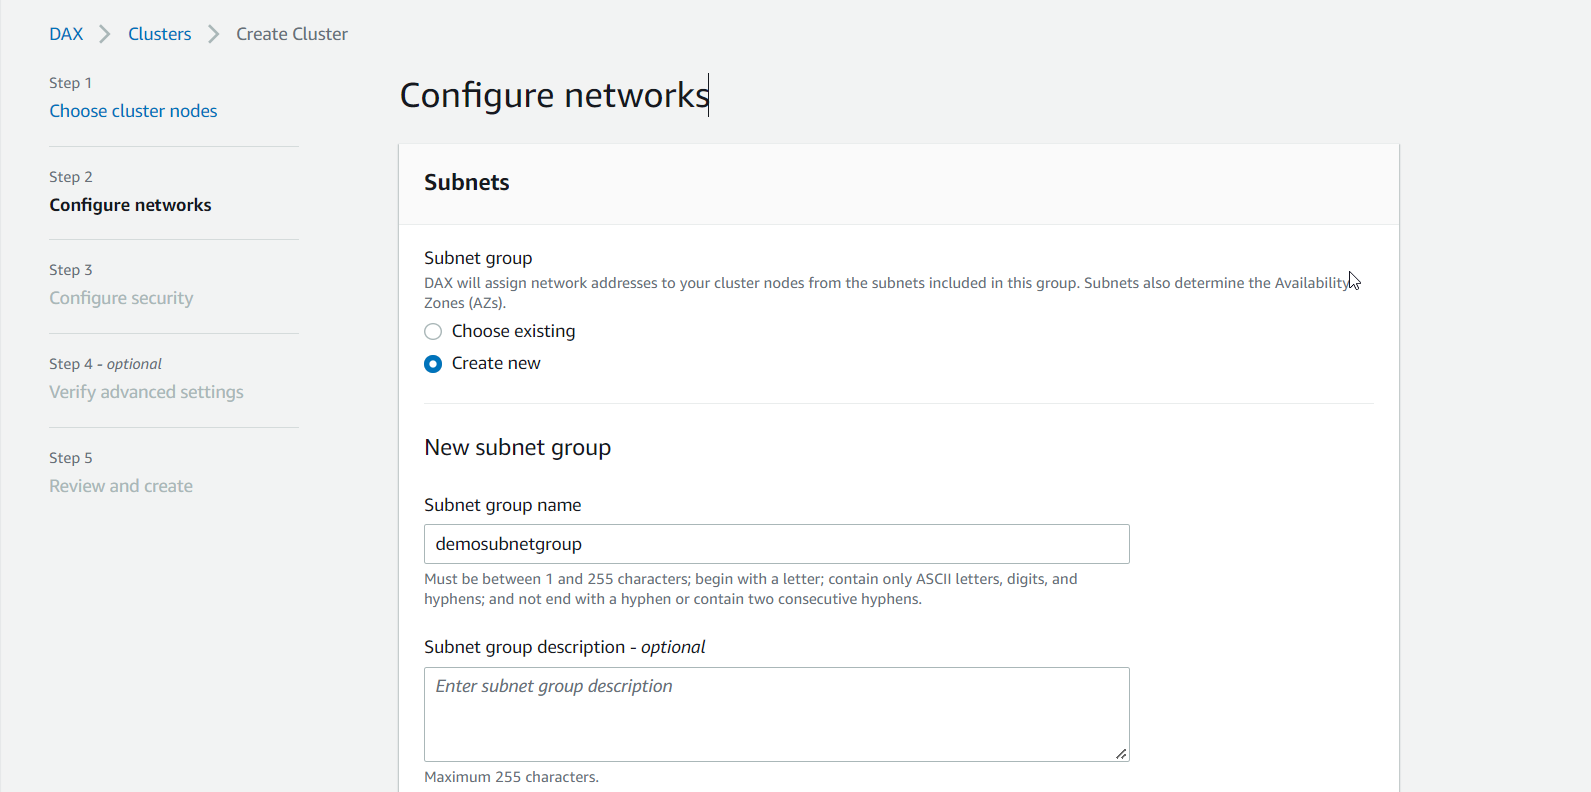 DAX > Clusters > Create Cluster
Step 1
Choose cluster nodes
Step 2
Configure networks
Step 3
Configure security
Step 4 - optional
Verify advanced settings
Step 5
Review and create
Configure networks
Subnets
Subnet group
DAX will assign network addresses to your cluster nodes from the subnets included in this group. Subnets also determine the Availability
Zones (AZs).
Choose existing
Create new
New subnet group
Subnet group name
demosubnetgroup
Must be between 1 and 255 characters; begin with a letter; contain only ASCII letters, digits, and
hyphens; and not end with a hyphen or contain two consecutive hyphens.
Subnet group description - optional
Enter subnet group description
Maximum 255 characters.